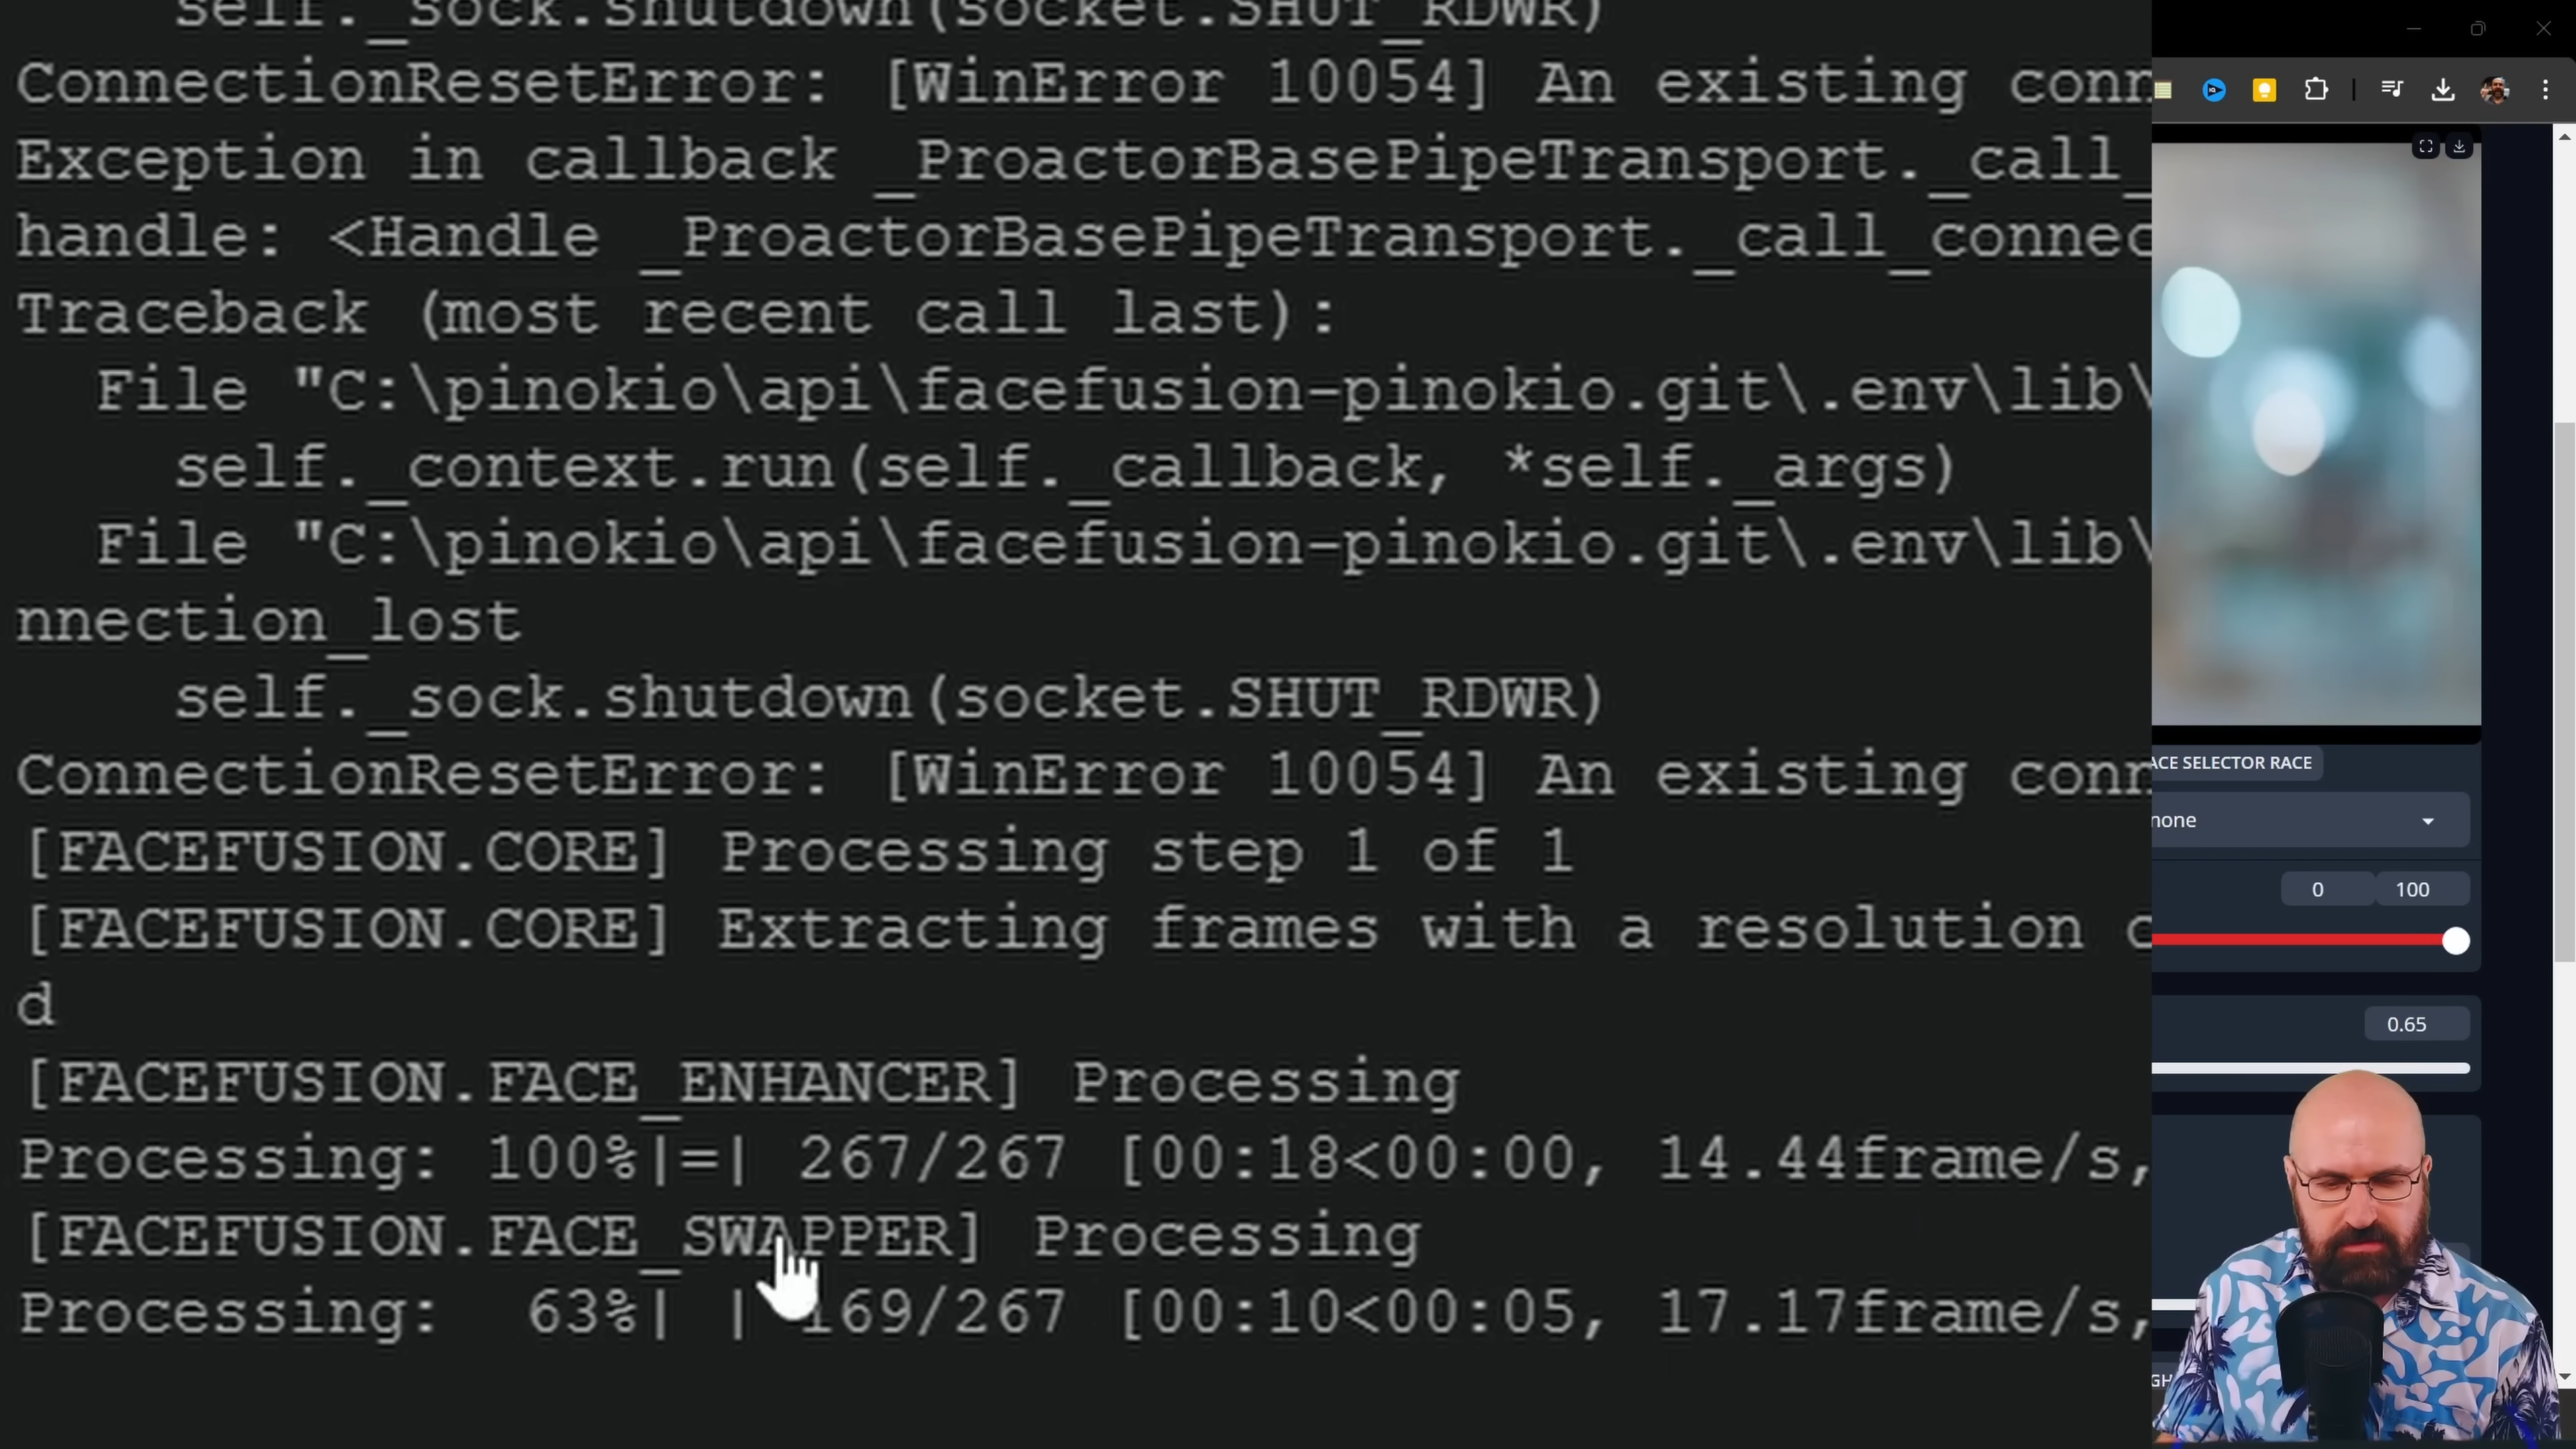 self._sock.shutdown(socket.SHUT_RDWR)
ConnectionResetError: [WinError 10054] An existing conn
Exception in callback _ProactorBasePipeTransport._call_
handle: <Handle _ProactorBasePipeTransport._call_connec
Traceback (most recent call last):
File "C:\pinokio\api\facefusion-pinokio.git\.env\lib\
self._context.run(self._callback, *self._args)
File "C:\pinokio\api\facefusion-pinokio.git\.env\lib\
nnection_lost
self._sock.shutdown(socket.SHUT_RDWR)
ConnectionResetError: [WinError 10054] An existing conn
[FACEFUSION.CORE] Processing step 1 of 1
[FACEFUSION.CORE] Extracting frames with a resolution o
d
[FACEFUSION.FACE_ENHANCER] Processing
Processing: 100%|=| 267/267 [00:18<00:00, 14.44frame/s,
[FACEFUSION.FACE_SWAPPER] Processing
Processing: 63%| | 169/267 [00:10<00:05, 17.17frame/s,
ACE SELECTOR RACE
none
0 100
0.65